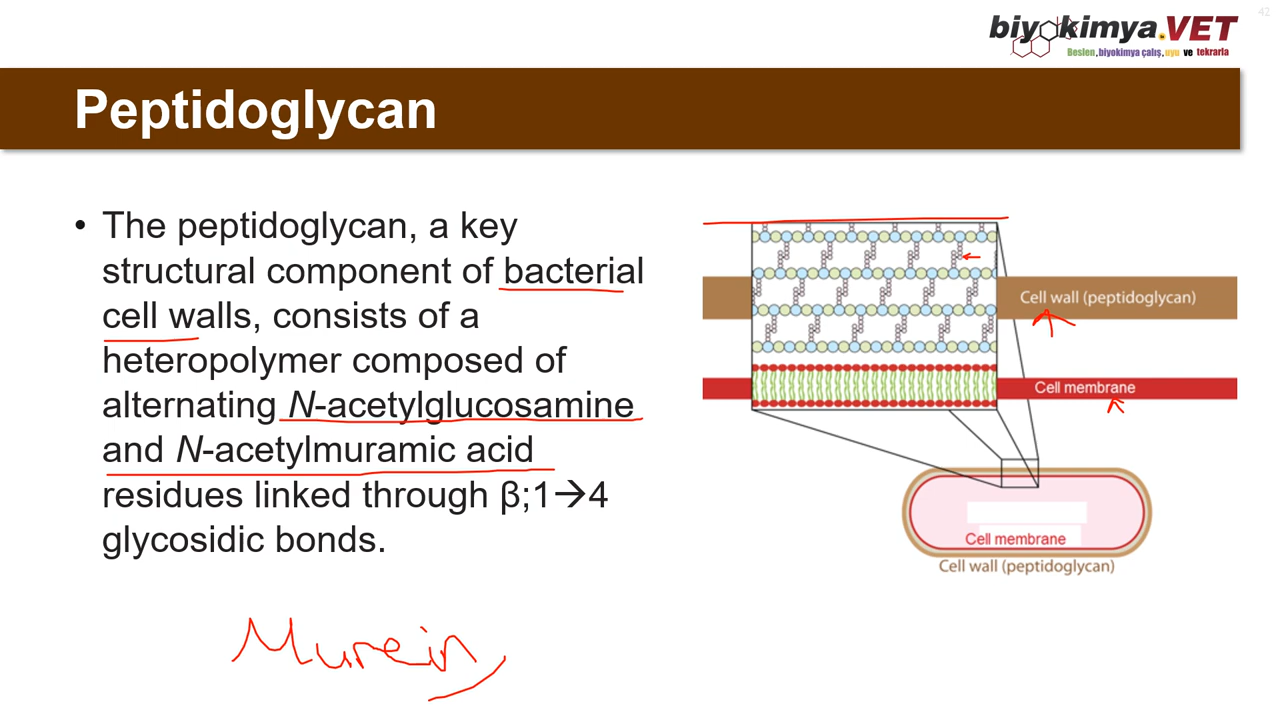 42
biyokimya.VET
Beslen,biyokimya çalış,uyu ve tekrarla
Peptidoglycan
• The peptidoglycan, a key
structural component of bacterial
cell walls, consists of a
heteropolymer composed of
alternating N-acetylglucosamine
and N-acetylmuramic acid
residues linked through β;1→4
glycosidic bonds.
Murein
Cell wall (peptidoglycan)
Cell membrane
Cell membrane
Cell wall (peptidoglycan)